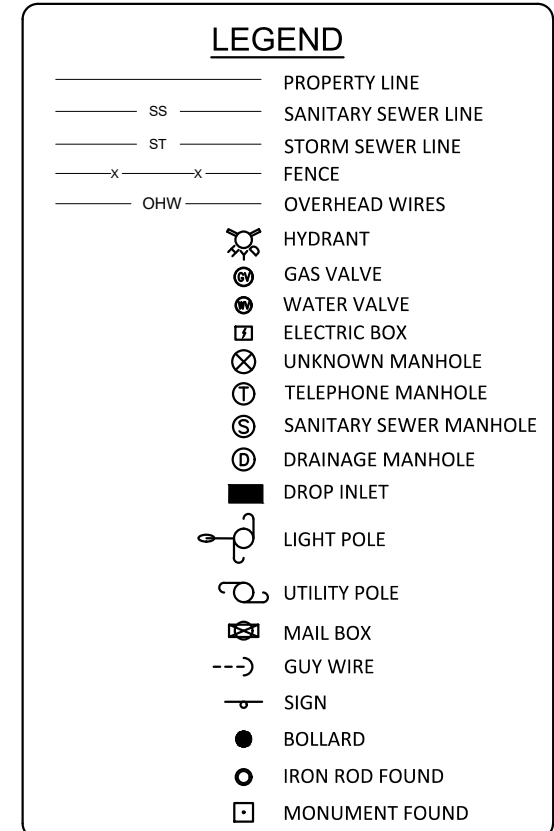 LEGEND
PROPERTY LINE
SS SANITARY SEWER LINE
ST STORM SEWER LINE
x x FENCE
OHW OVERHEAD WIRES
HYD HYDRANT
GV GAS VALVE
WV WATER VALVE
ELECTRIC BOX
UNKNOWN MANHOLE
T TELEPHONE MANHOLE
S SANITARY SEWER MANHOLE
D DRAINAGE MANHOLE
DROP INLET
LIGHT POLE
UTILITY POLE
MAIL BOX
GUY WIRE
SIGN
BOLLARD
IRON ROD FOUND
MONUMENT FOUND